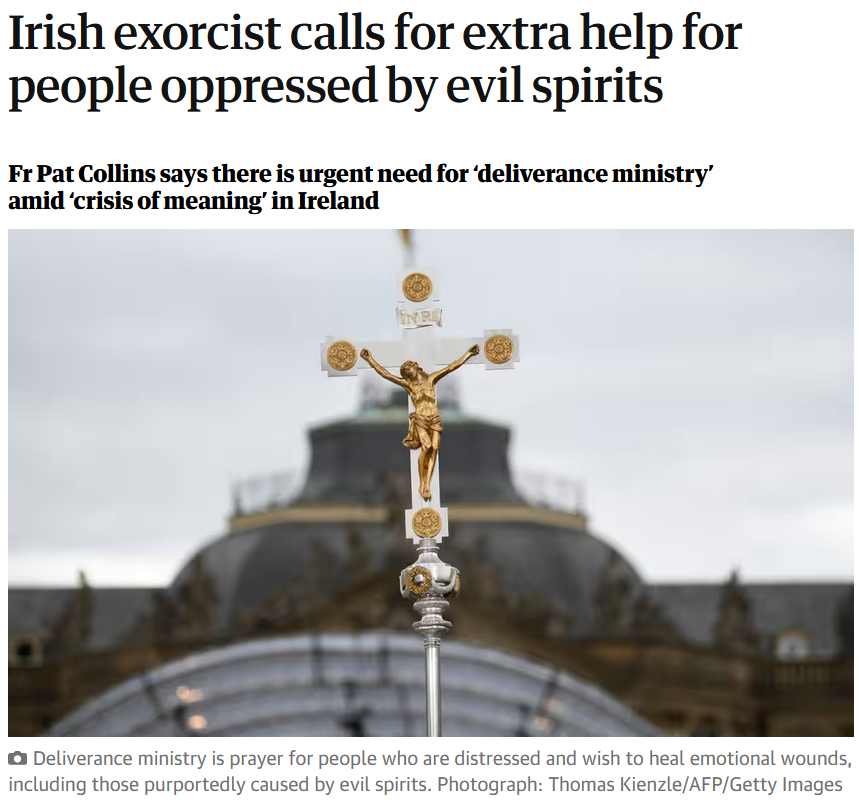 Irish exorcist calls for extra help for
people oppressed by evil spirits
Fr Pat Collins says there is urgent need for ‘deliverance ministry’
amid ‘crisis of meaning’ in Ireland
INRI
Deliverance ministry is prayer for people who are distressed and wish to heal emotional wounds,
including those purportedly caused by evil spirits. Photograph: Thomas Kienzle/AFP/Getty Images